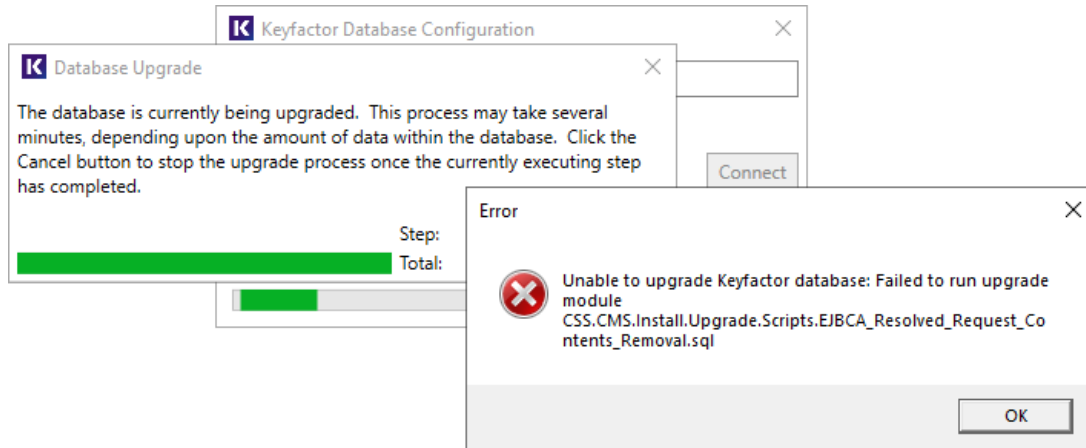 Keyfactor Database Configuration
Database Upgrade
The database is currently being upgraded. This process may take several
minutes, depending upon the amount of data within the database. Click the
Cancel button to stop the upgrade process once the currently executing step
has completed.
Connect
Step:
Total:
Error
Unable to upgrade Keyfactor database: Failed to run upgrade
module
CSS.CMS.Install.Upgrade.Scripts.EJBCA_Resolved_Request_Co
ntents_Removal.sql
OK